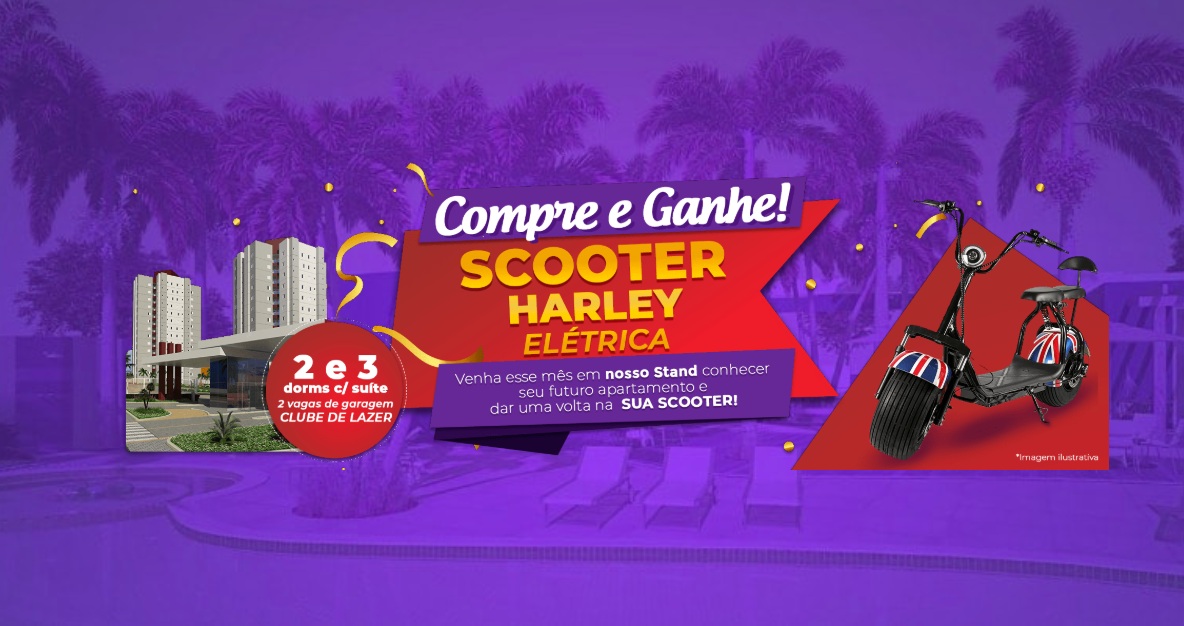 Compre e Ganhe!
SCOOTER
HARLEY
ELÉTRICA
Venha esse mês em nosso Stand conhecer
seu futuro apartamento e
dar uma volta na SUA SCOOTER!
2 e 3
dorms c/ suíte
2 vagas de garagem
CLUBE DE LAZER
*Imagem ilustrativa